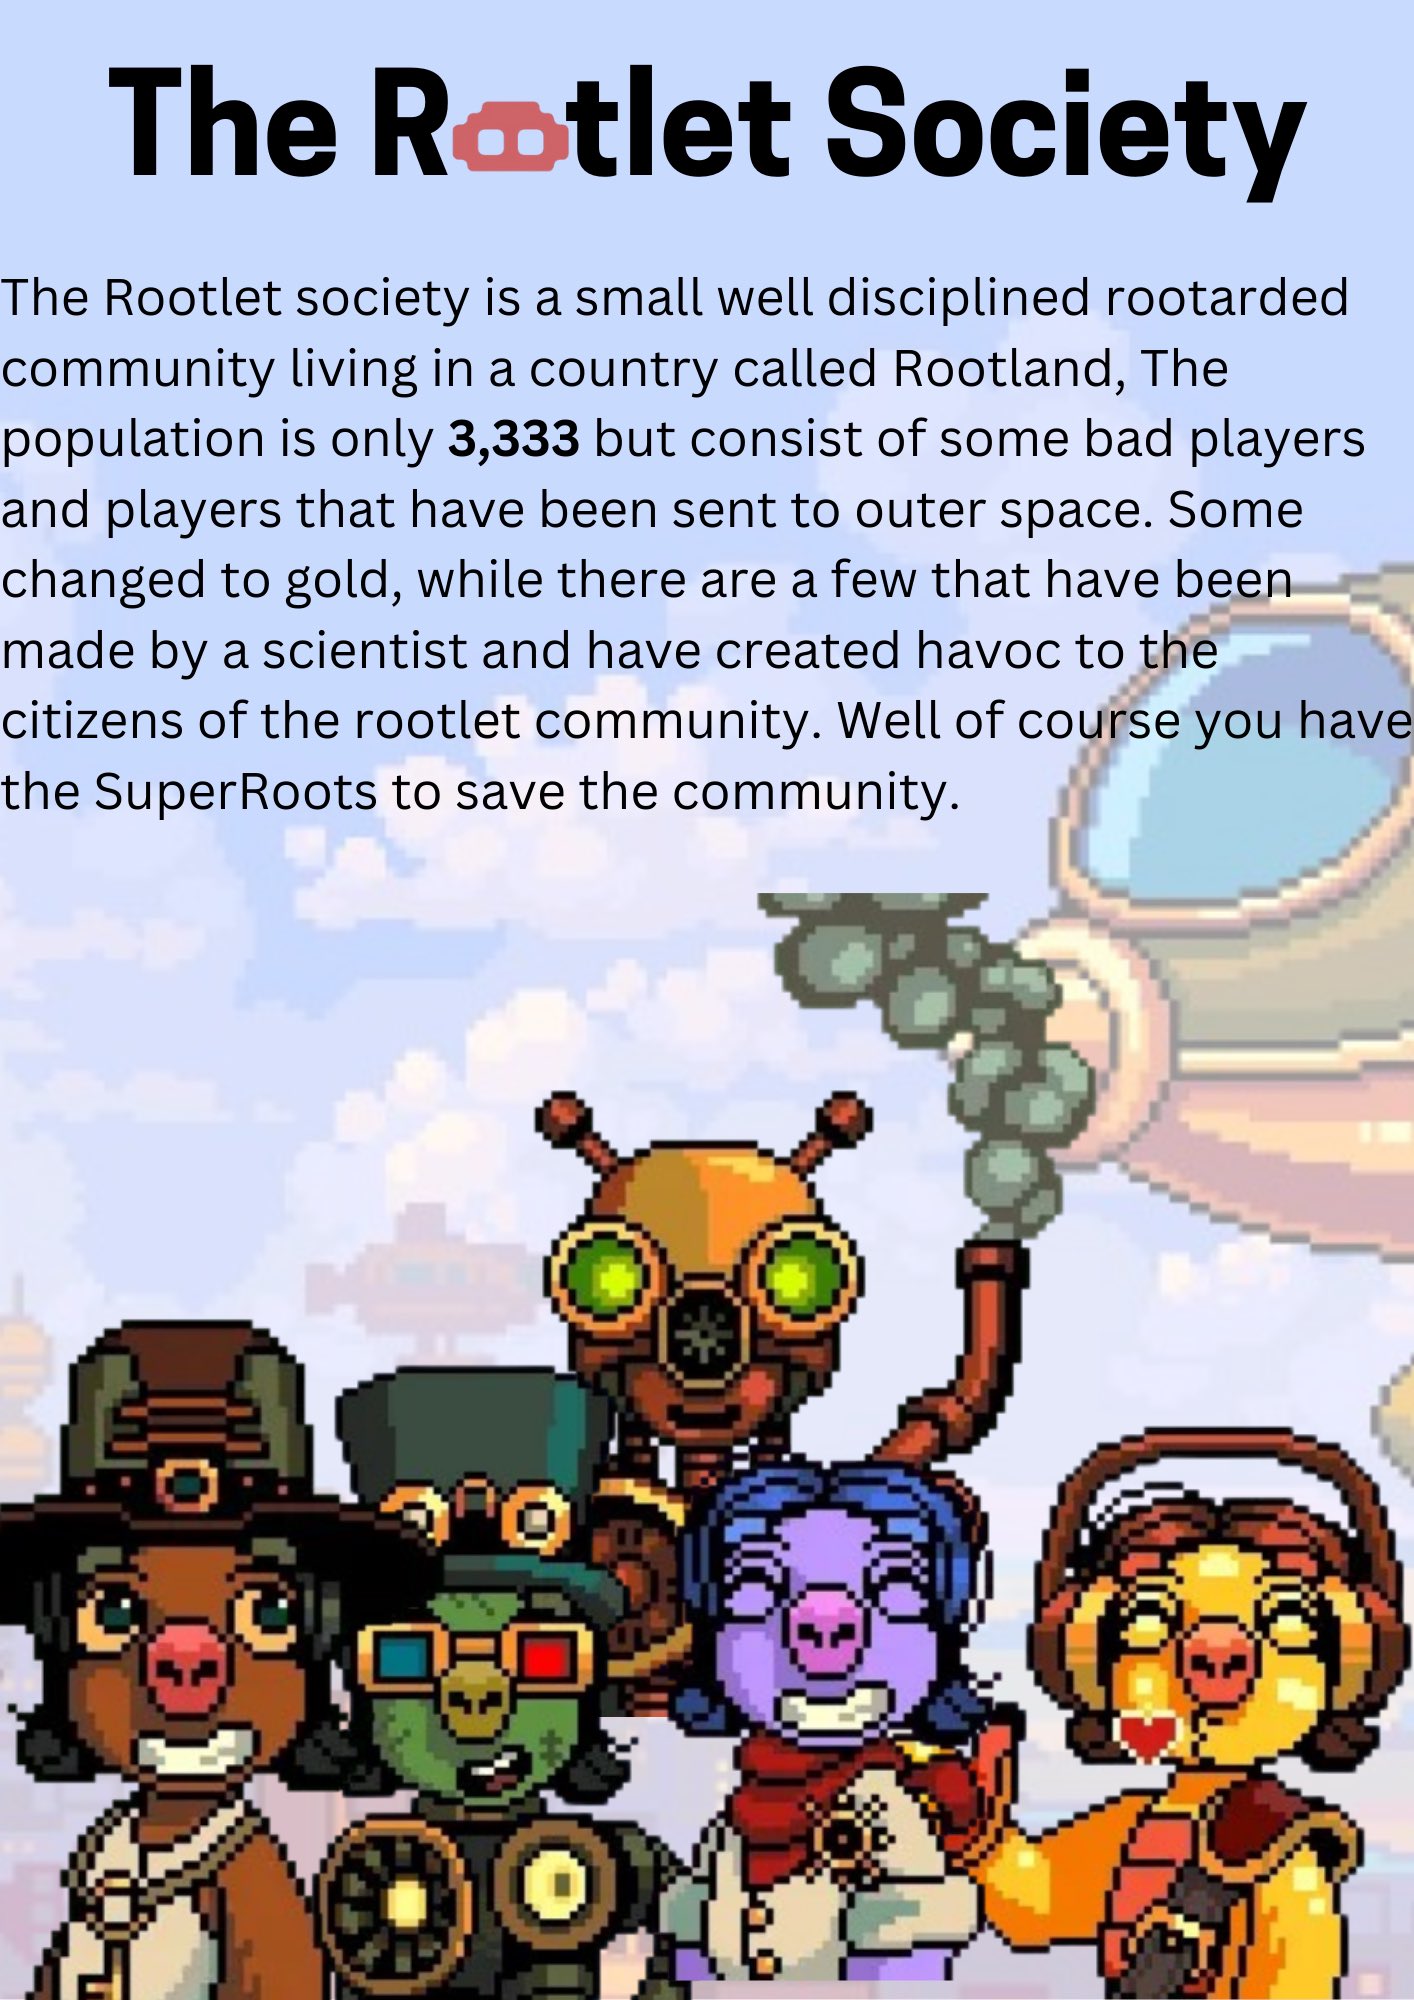 The Rootlet Society
The Rootlet society is a small well disciplined rootarded
community living in a country called Rootland, The
population is only 3,333 but consist of some bad players
and players that have been sent to outer space. Some
changed to gold, while there are a few that have been
made by a scientist and have created havoc to the
citizens of the rootlet community. Well of course you have
the SuperRoots to save the community.